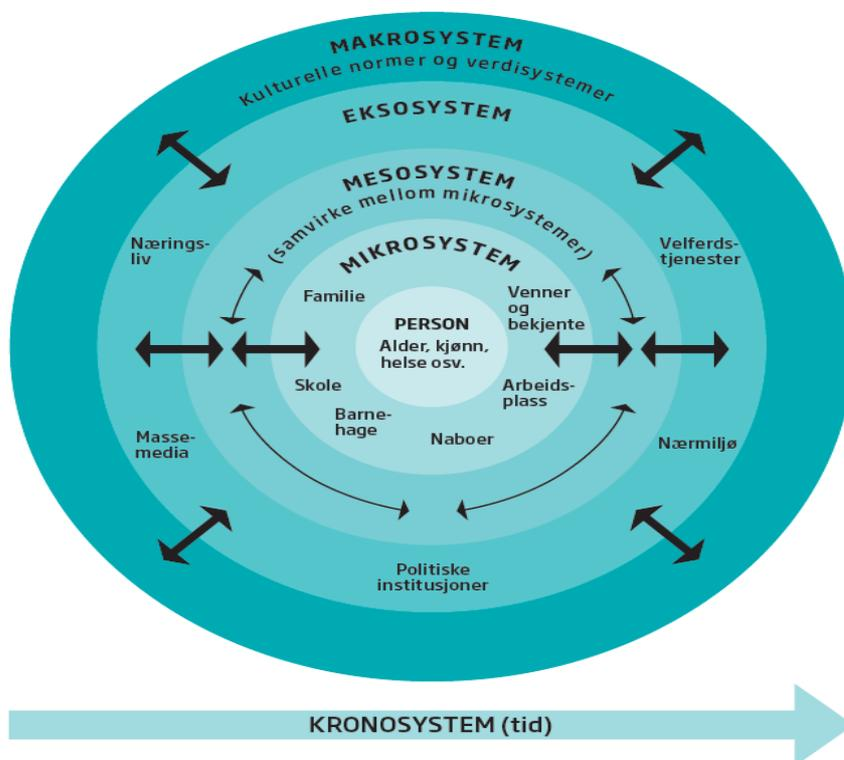 MAKROSYSTEM
Kulturelle normer og verdisystemer
EKSOSYSTEM
MESOSYSTEM
(samvirke mellom mikrosystemer)
MIKROSYSTEM
Nærings-
liv
Velferds-
tjenester
Familie
Venner
og
bekjente
PERSON
Alder, kjønn,
helse osv.
Skole
Arbeids-
plass
Barne-
hage
Naboer
Masse-
media
Nærmiljø
Politiske
institusjoner
KRONOSYSTEM (tid)